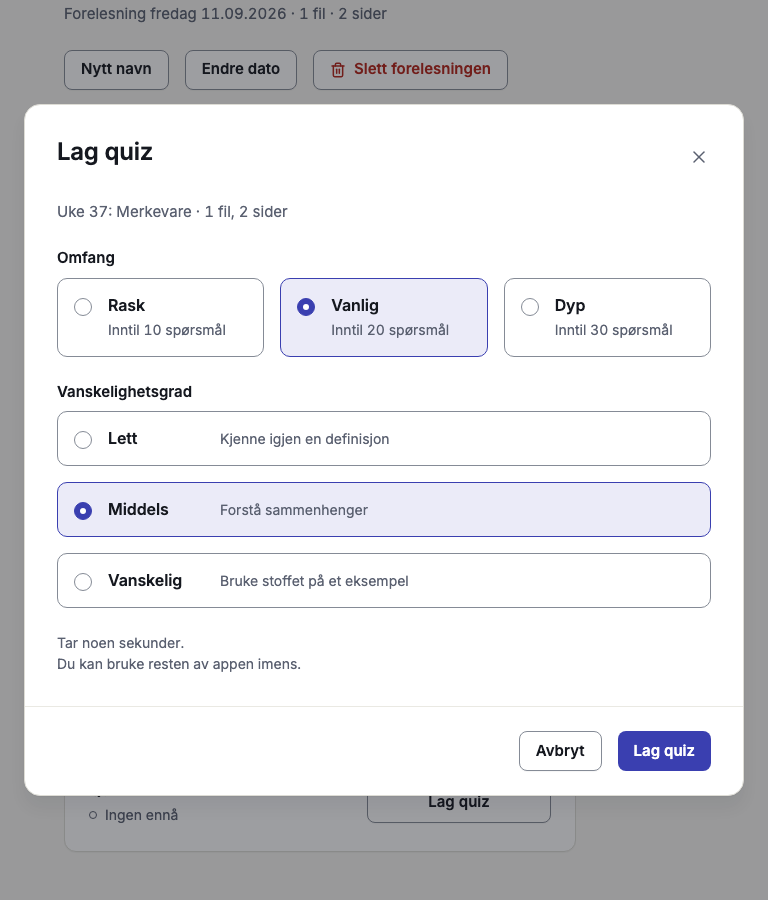 Forelesning fredag 11.09.2026 · 1 fil · 2 sider
Nytt navn
Endre dato
Slett forelesningen
Lag quiz
Uke 37: Merkevare · 1 fil, 2 sider
Omfang
Rask
Inntil 10 spørsmål
Vanlig
Inntil 20 spørsmål
Dyp
Inntil 30 spørsmål
Vanskelighetsgrad
Lett
Kjenne igjen en definisjon
Middels
Forstå sammenhenger
Vanskelig
Bruke stoffet på et eksempel
Tar noen sekunder.
Du kan bruke resten av appen imens.
Avbryt
Lag quiz
Ingen ennå
Lag quiz